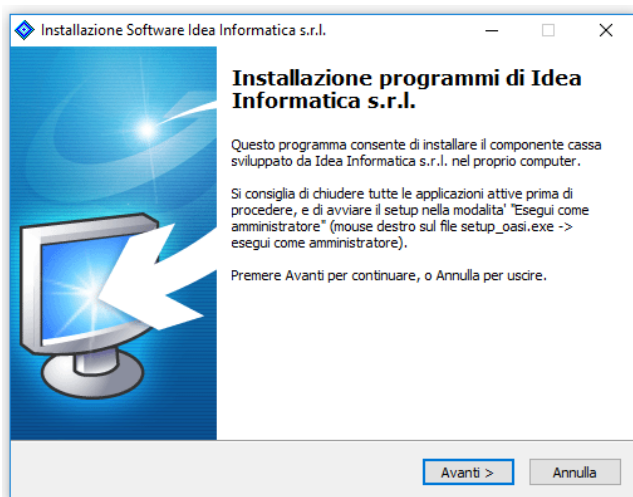 Installazione Software Idea Informatica s.r.l.
Installazione programmi di Idea
Informatica s.r.l.
Questo programma consente di installare il componente cassa
sviluppato da Idea Informatica s.r.l. nel proprio computer.
Si consiglia di chiudere tutte le applicazioni attive prima di
procedere, e di avviare il setup nella modalita' "Esegui come
amministratore" (mouse destro sul file setup_oasi.exe ->
esegui come amministratore).
Premere Avanti per continuare, o Annulla per uscire.
Avanti >
Annulla